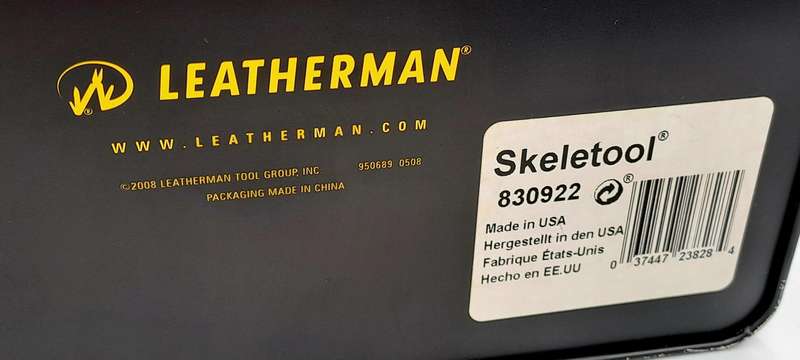 LEATHERMAN®
WWW.LEATHERMAN.COM
©2008 LEATHERMAN TOOL GROUP, INC 950689 0508
PACKAGING MADE IN CHINA
Skeletool®
830922
Made in USA
Hergestellt in den USA
Fabrique États-Unis
Hecho en EE.UU
0 37447 23828 4